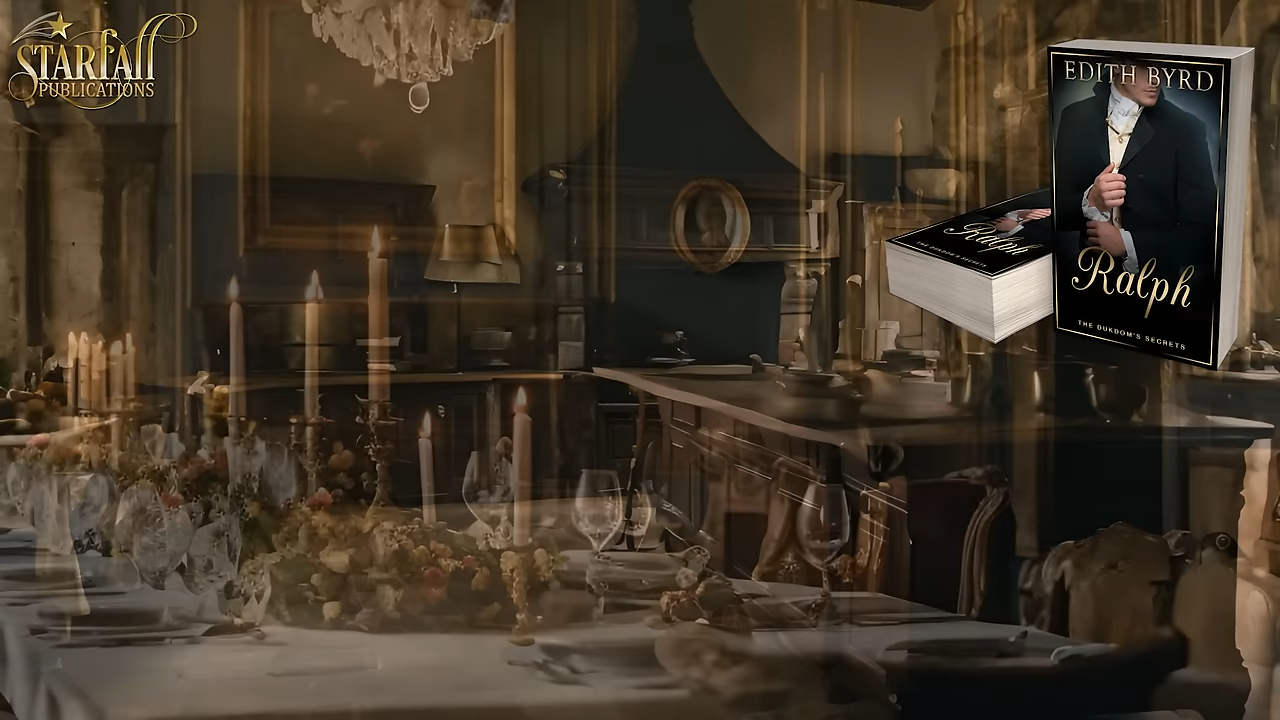 STARfall
PUBLICATIONS
EDITH BYRD
Ralph
THE DUKDOM'S SECRETS
Ralph
THE DUKDOM'S SECRETS